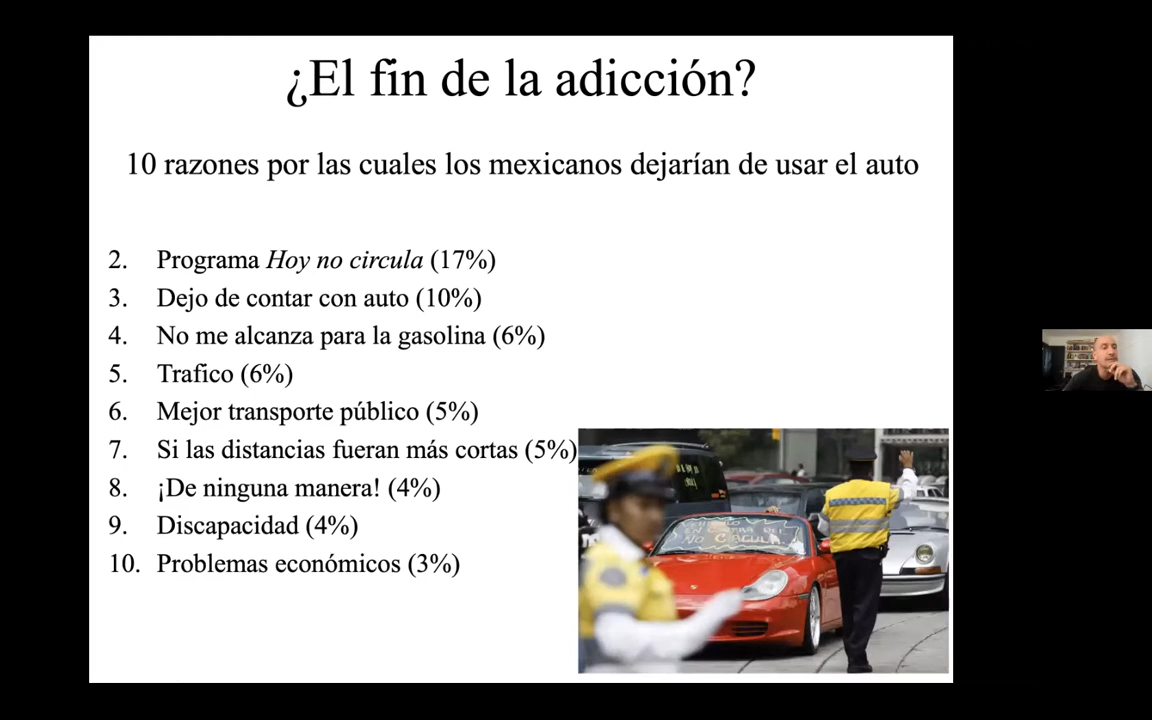 ¿El fin de la adicción?
10 razones por las cuales los mexicanos dejarían de usar el auto
2. Programa Hoy no circula (17%)
3. Dejo de contar con auto (10%)
4. No me alcanza para la gasolina (6%)
5. Trafico (6%)
6. Mejor transporte público (5%)
7. Si las distancias fueran más cortas (5%)
8. ¡De ninguna manera! (4%)
9. Discapacidad (4%)
10. Problemas económicos (3%)
EN CONTRA DEL
NO CIRCULA